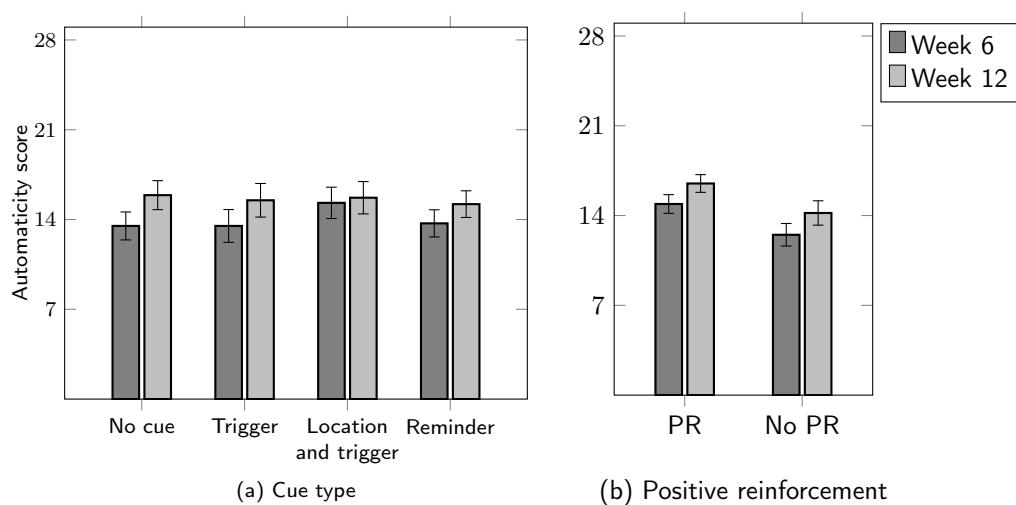 28
21
14
7
Automaticity score
No cue
Trigger
Location
and trigger
Reminder
(a) Cue type
28
21
14
7
PR
No PR
(b) Positive reinforcement
Week 6
Week 12